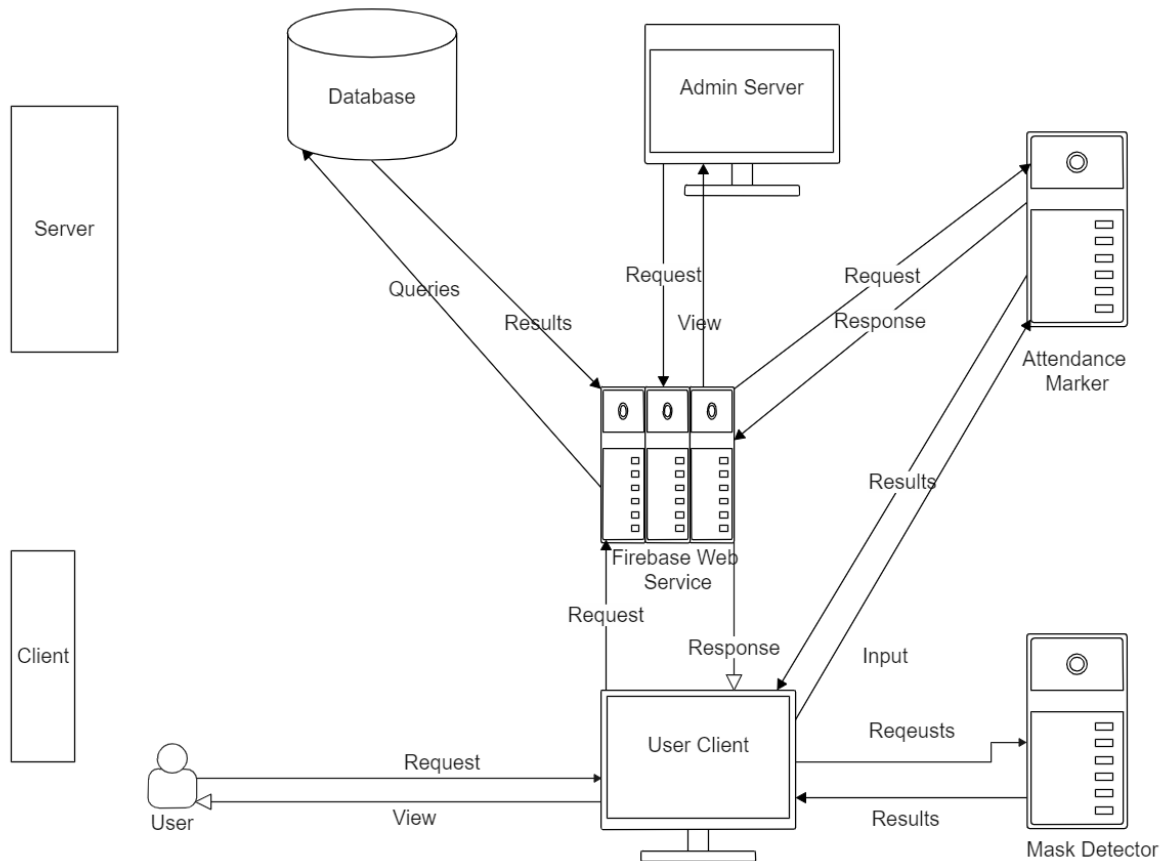 Database
Admin Server
Server
Queries
Results
Request
View
Request
Response
Attendance
Marker
Results
Firebase Web
Service
Request
Response
Input
Client
User Client
Reqeusts
Request
View
User
Results
Mask Detector